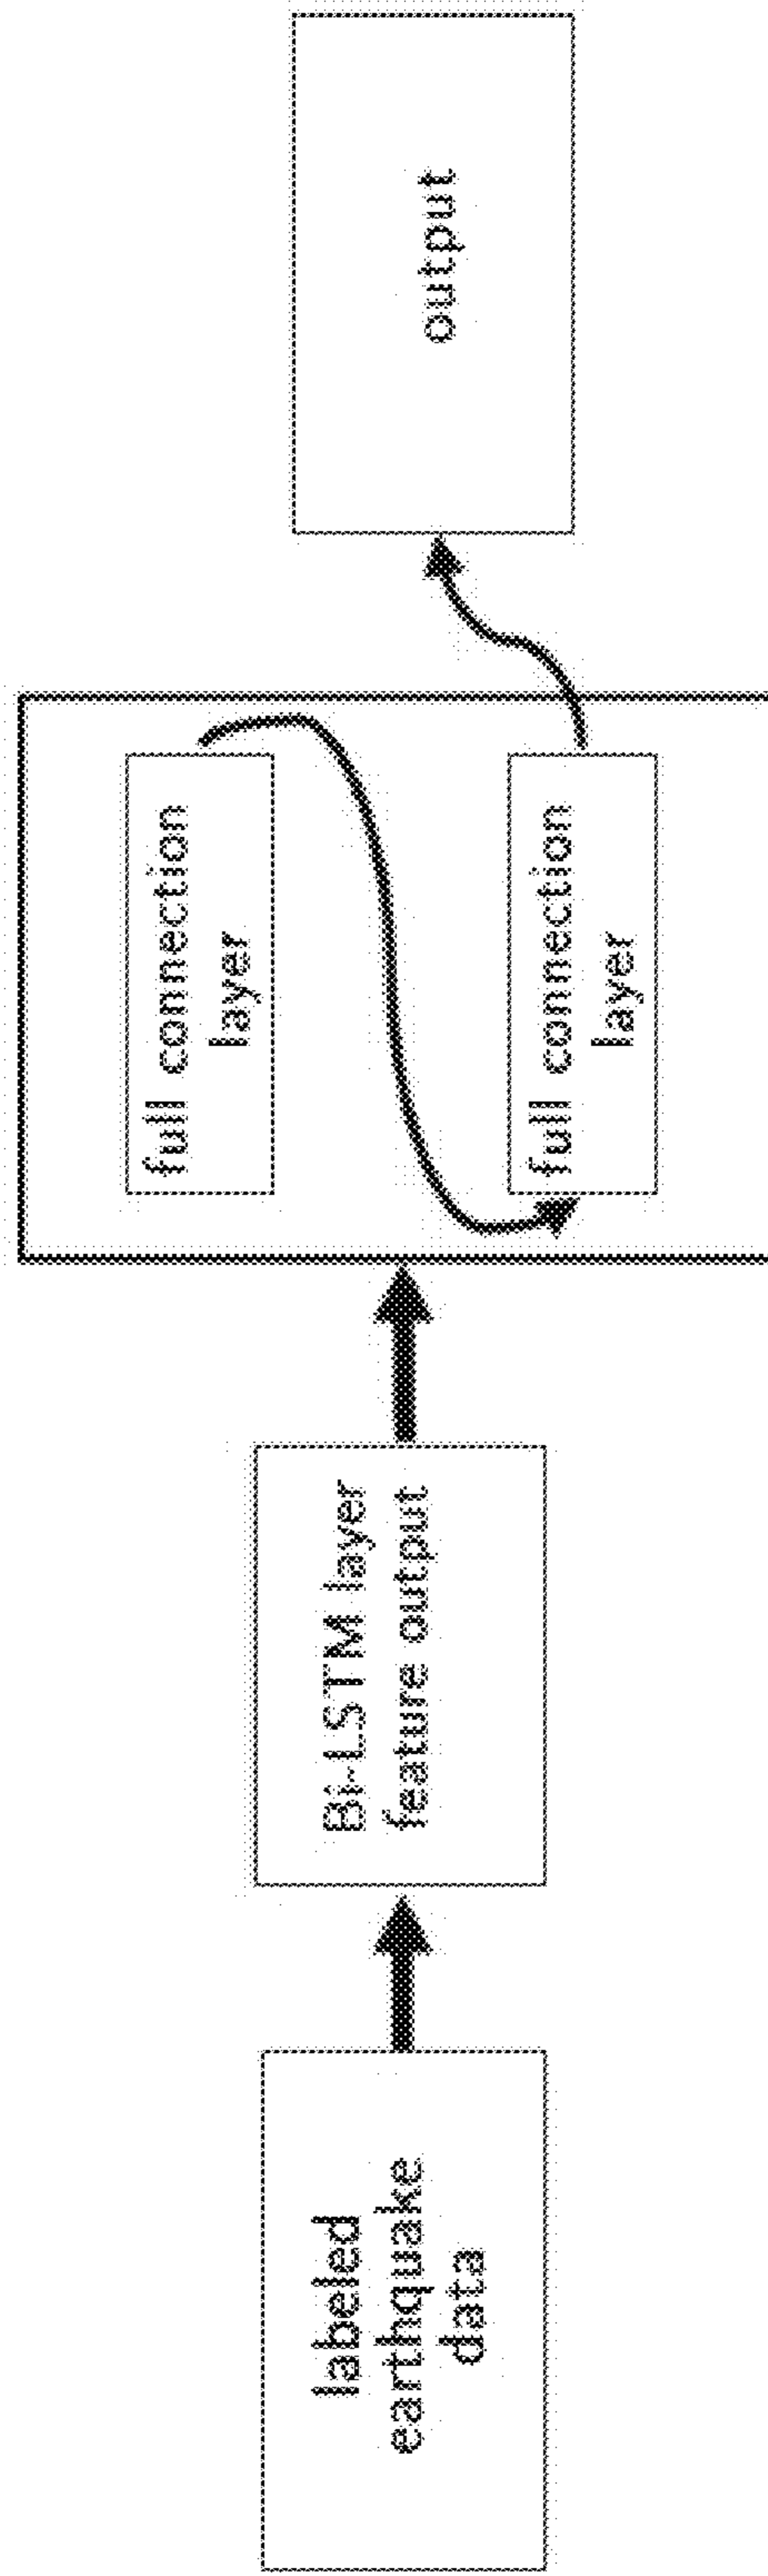 labeled
earthquake
data
Bi-LSTM layer
feature output
full connection
layer
full connection
layer
output